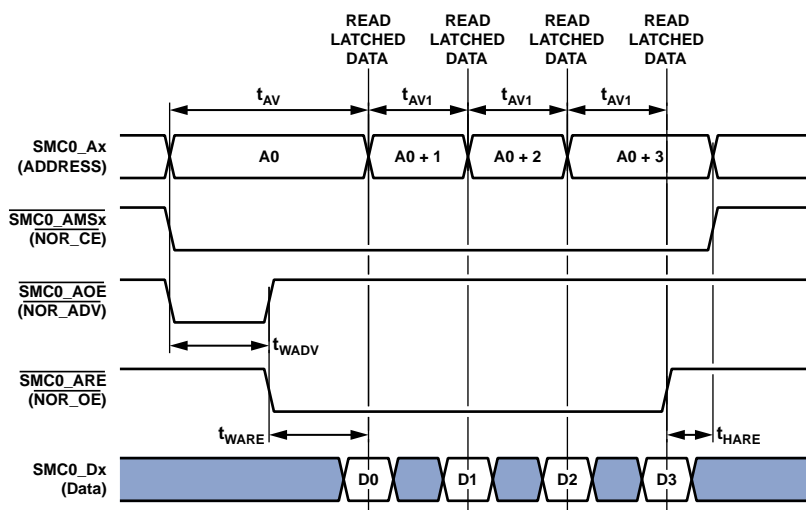 READ LATCHED DATA
READ LATCHED DATA
READ LATCHED DATA
READ LATCHED DATA
tAV
tAV1
tAV1
tAV1
SMC0_Ax
(ADDRESS)
A0
A0 + 1
A0 + 2
A0 + 3
SMC0_AMSx
(NOR_CE)
SMC0_AOE
(NOR_ADV)
tWADV
SMC0_ARE
(NOR_OE)
tWARE
tHARE
SMC0_Dx
(Data)
D0
D1
D2
D3